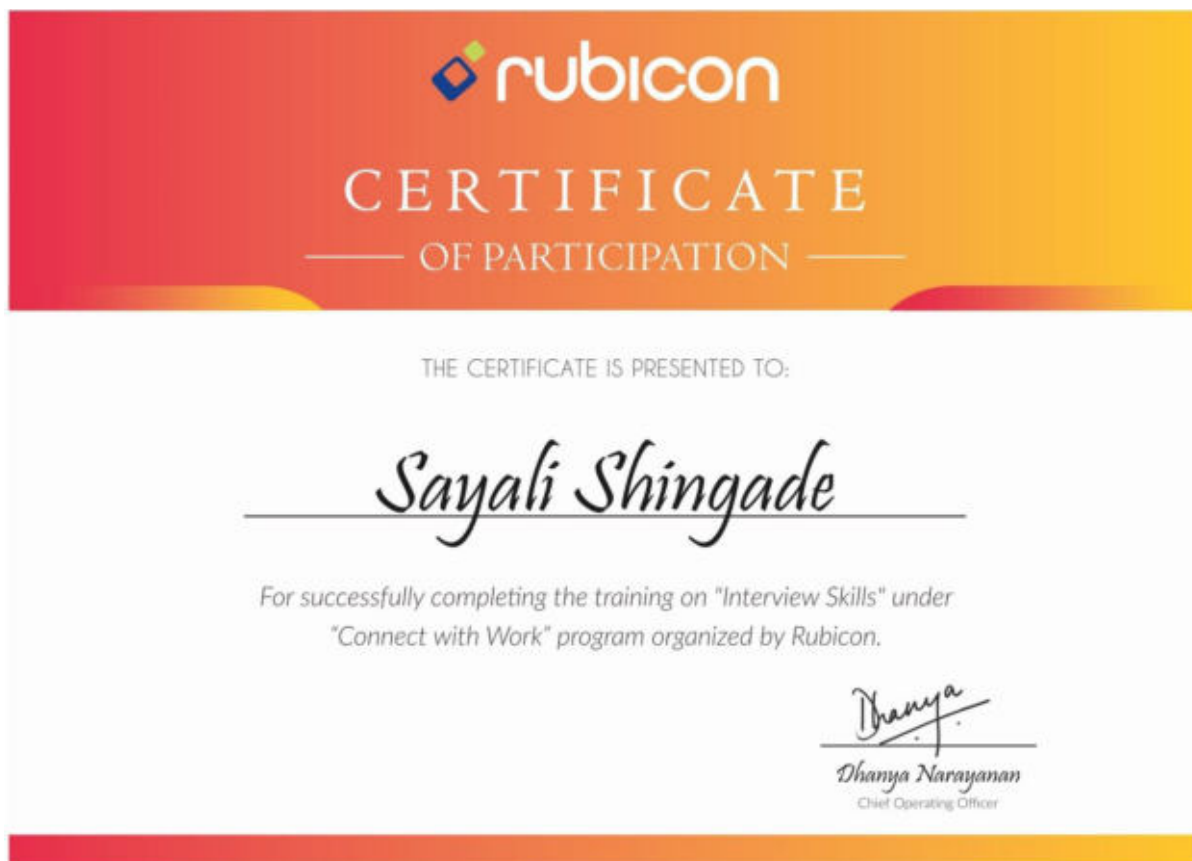 rubicon
CERTIFICATE
OF PARTICIPATION
THE CERTIFICATE IS PRESENTED TO:
Sayali Shingade
For successfully completing the training on "Interview Skills" under
"Connect with Work" program organized by Rubicon.
Dhanya
Dhanya Narayanan
Chief Operating Officer